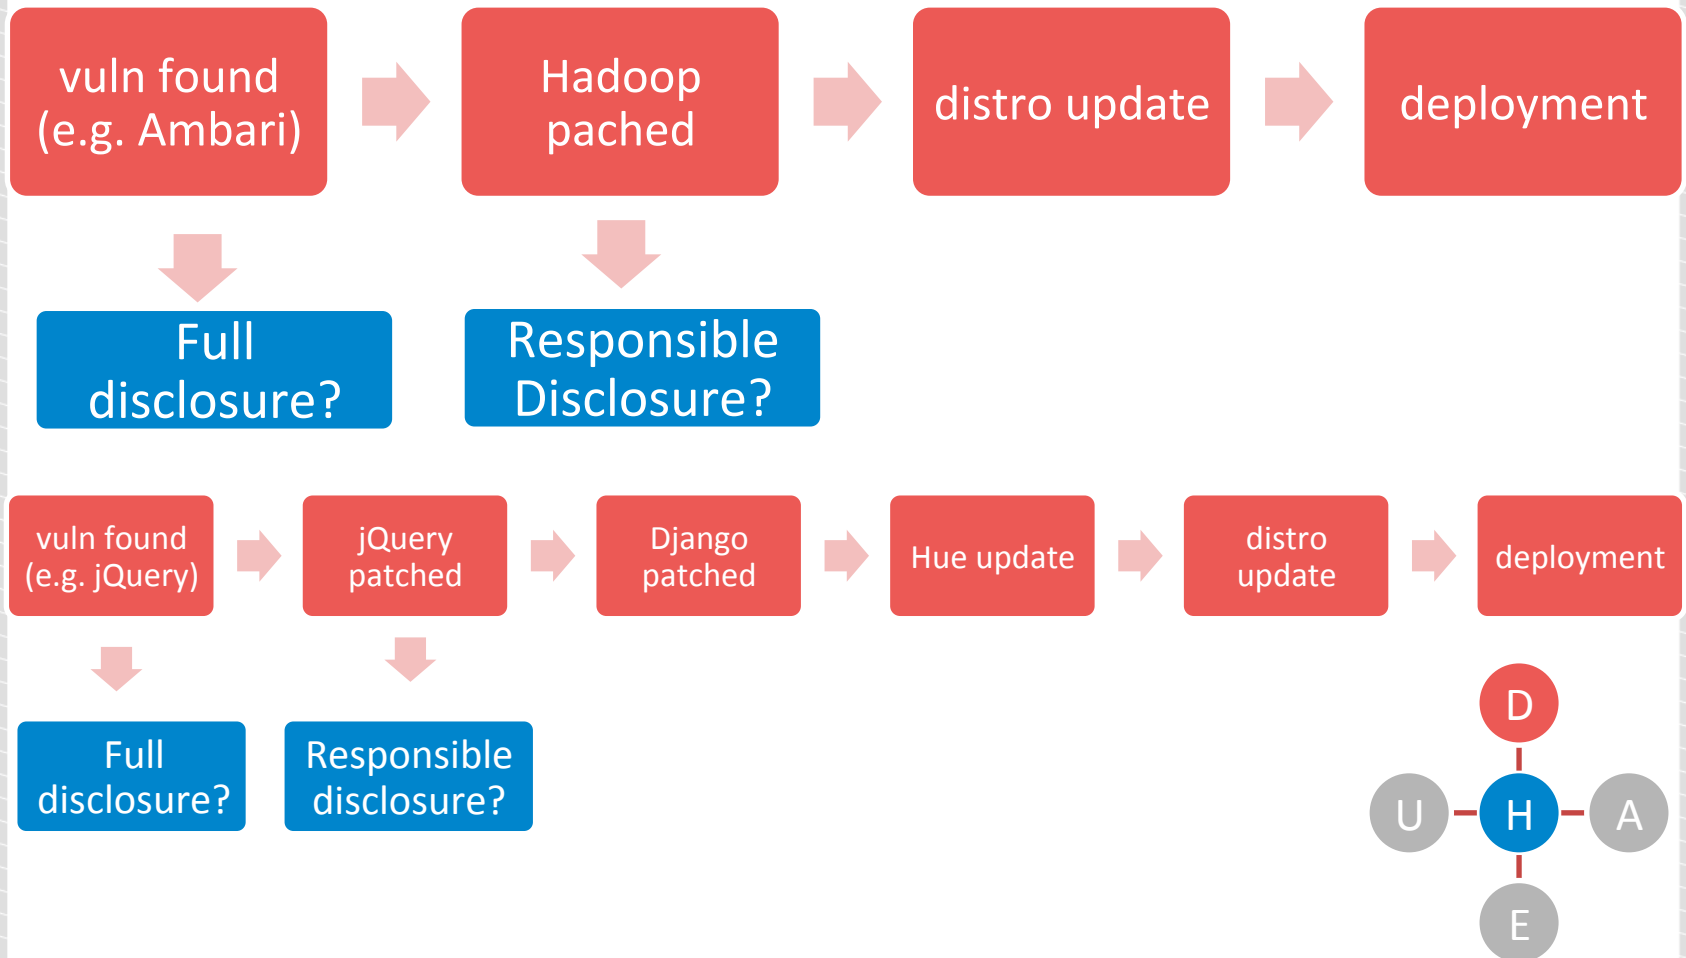 vuln found
(e.g. Ambari)
Hadoop
pached
distro update
deployment
Full
disclosure?
Responsible
Disclosure?
vuln found
(e.g. jQuery)
jQuery
patched
Django
patched
Hue update
distro
update
deployment
Full
disclosure?
Responsible
disclosure?
D
U
H
A
E